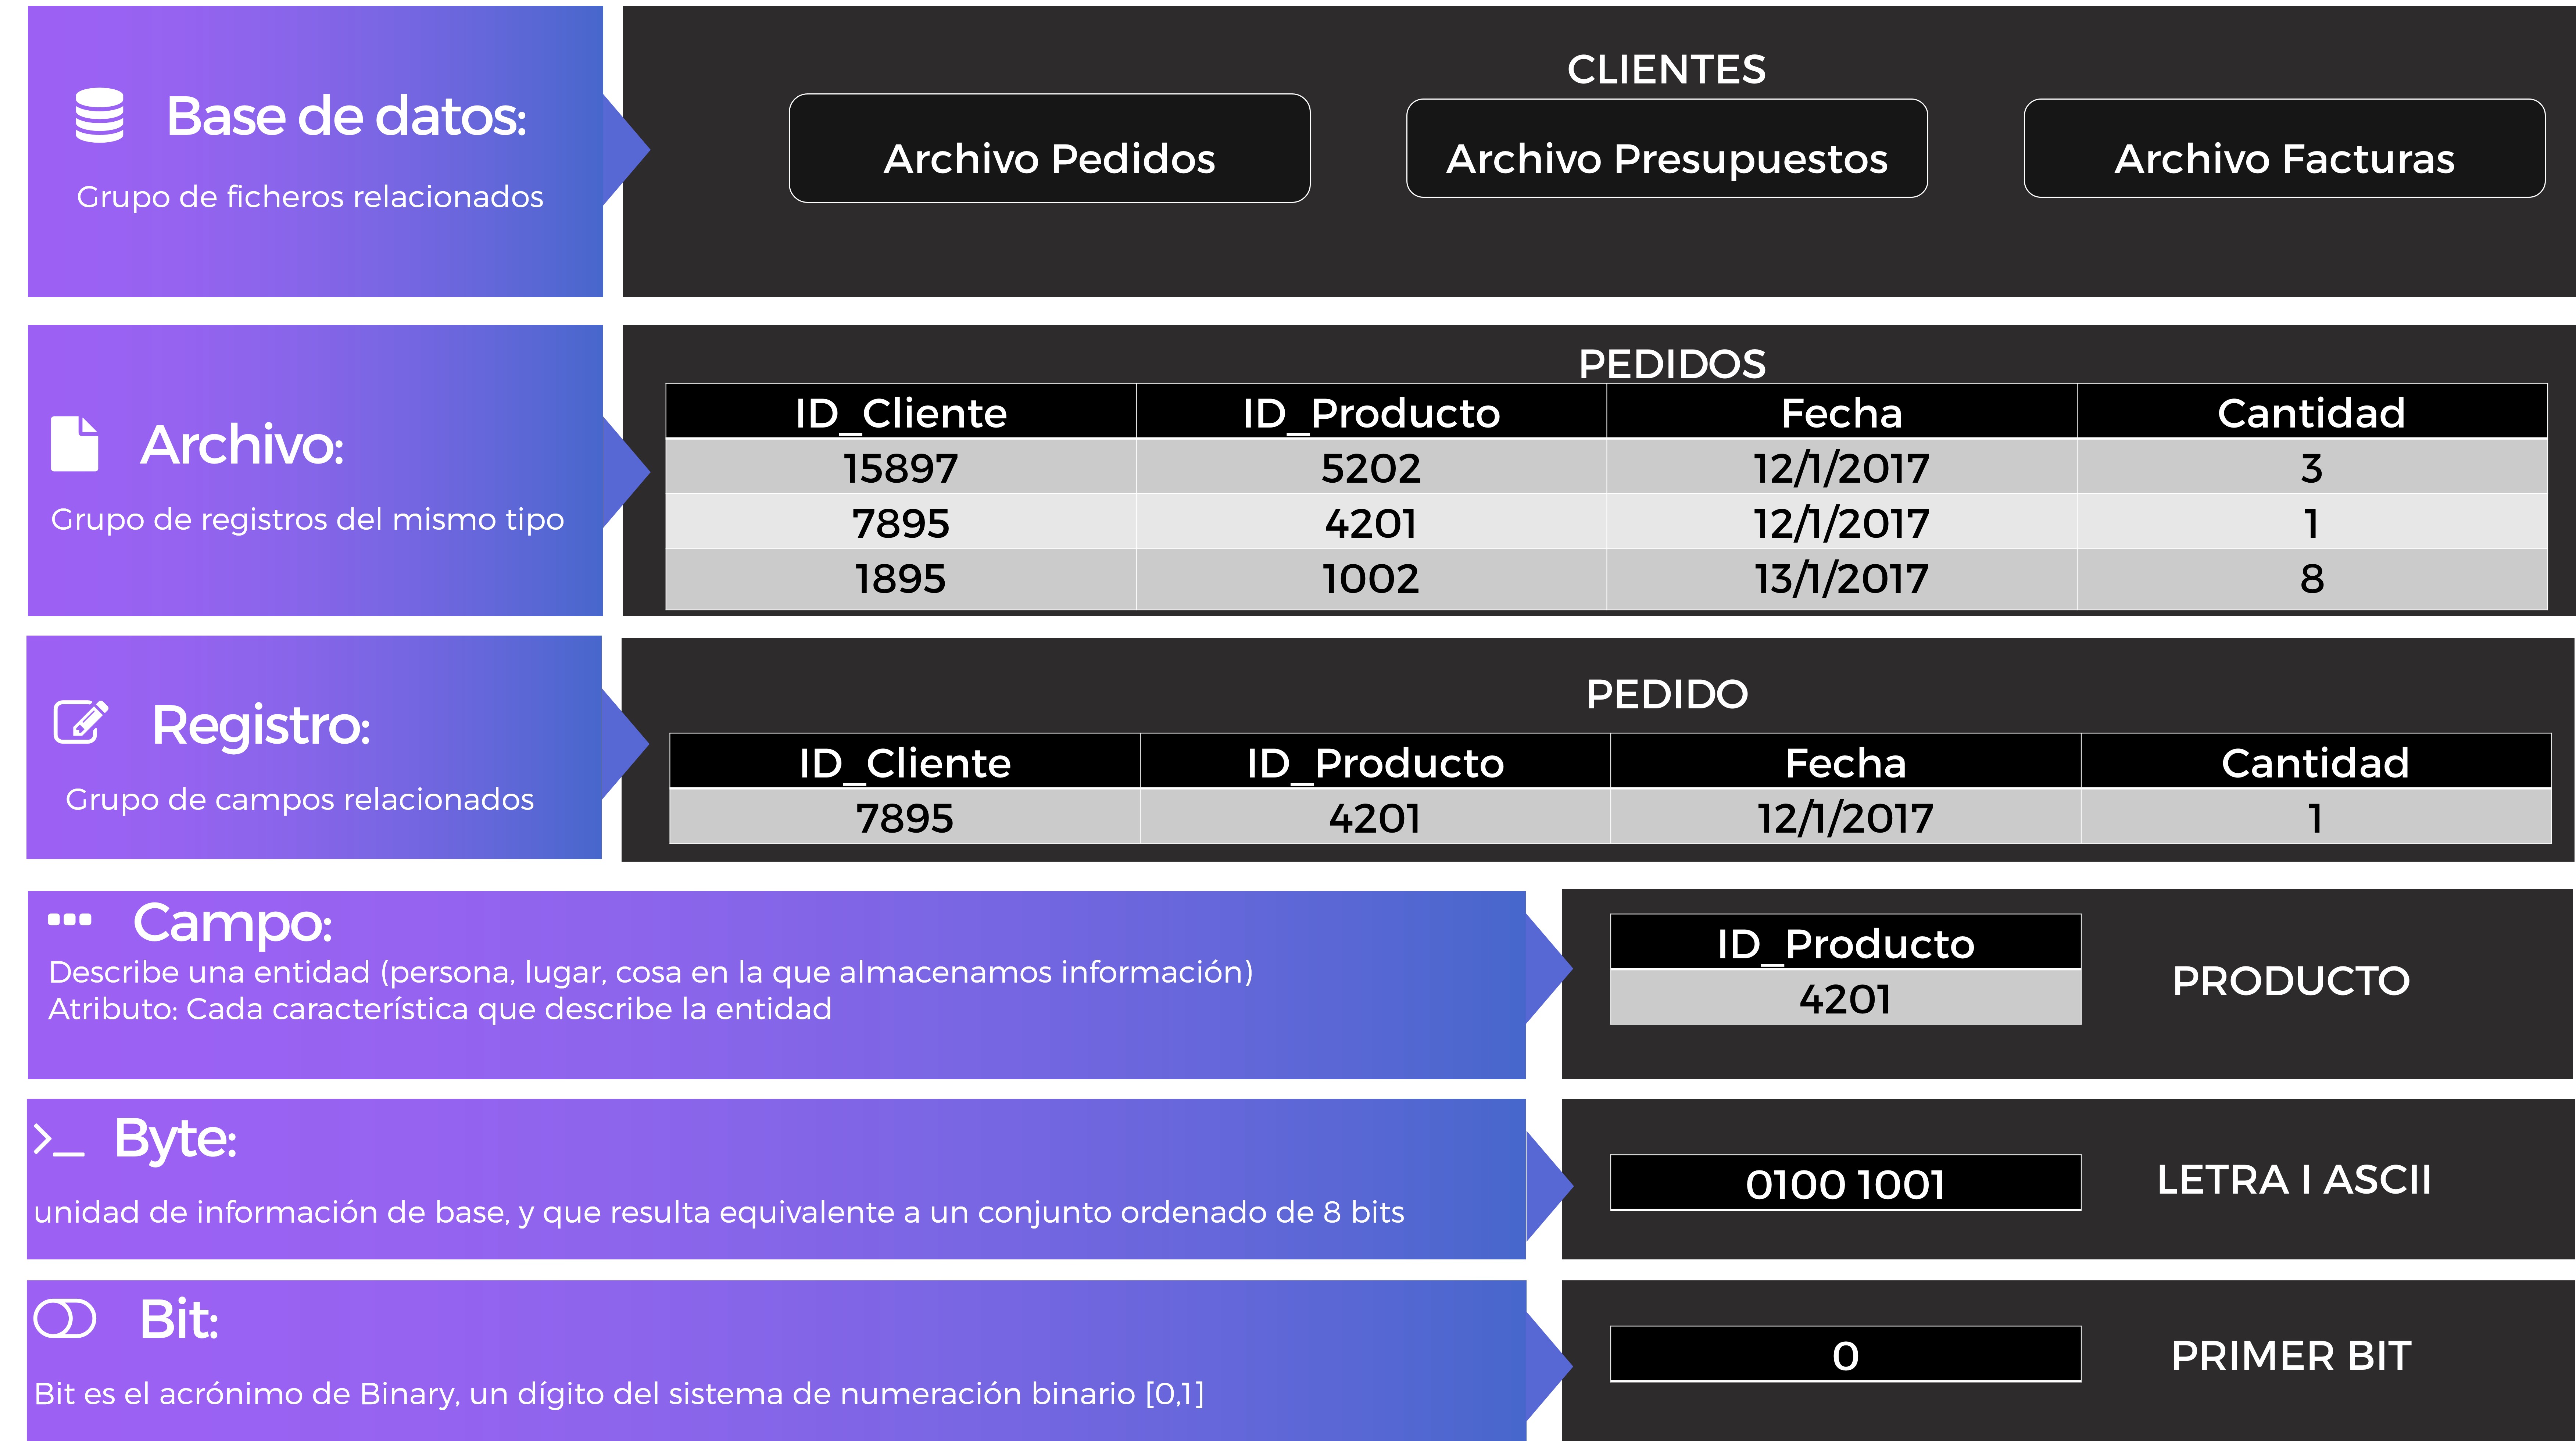 Base de datos:
Grupo de ficheros relacionados
CLIENTES
Archivo Pedidos
Archivo Presupuestos
Archivo Facturas
Archivo:
Grupo de registros del mismo tipo
PEDIDOS
ID_Cliente ID_Producto Fecha Cantidad
15897 5202 12/1/2017 3
7895 4201 12/1/2017 1
1895 1002 13/1/2017 8
Registro:
Grupo de campos relacionados
PEDIDO
ID_Cliente ID_Producto Fecha Cantidad
7895 4201 12/1/2017 1
Campo:
Describe una entidad (persona, lugar, cosa en la que almacenamos información)
Atributo: Cada característica que describe la entidad
ID_Producto
4201
PRODUCTO
>_ Byte:
unidad de información de base, y que resulta equivalente a un conjunto ordenado de 8 bits
0100 1001
LETRA I ASCII
Bit:
Bit es el acrónimo de Binary, un dígito del sistema de numeración binario [0,1]
0
PRIMER BIT